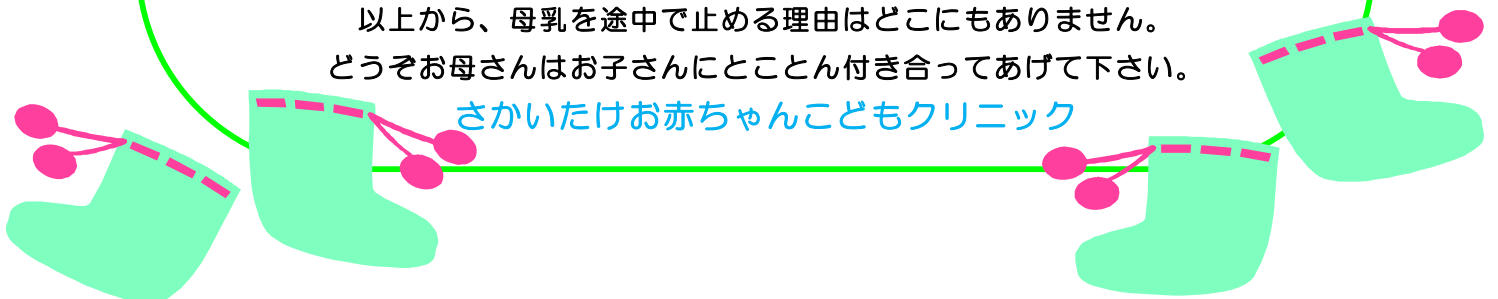 以上から、母乳を途中で止める理由はどこにもありません。
どうぞお母さんはお子さんにとことん付き合ってあげて下さい。
さかいたけお赤ちゃんこどもクリニック